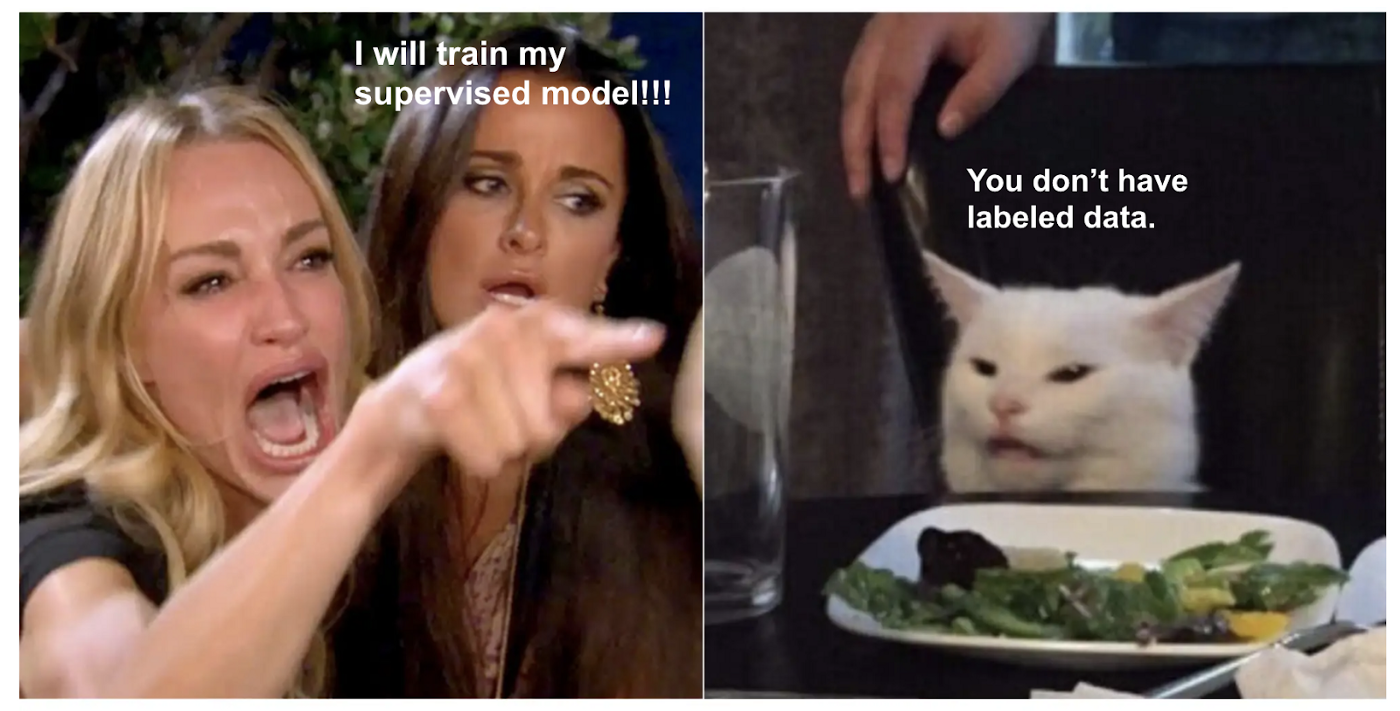 I will train my
supervised model!!!
You don’t have
labeled data.